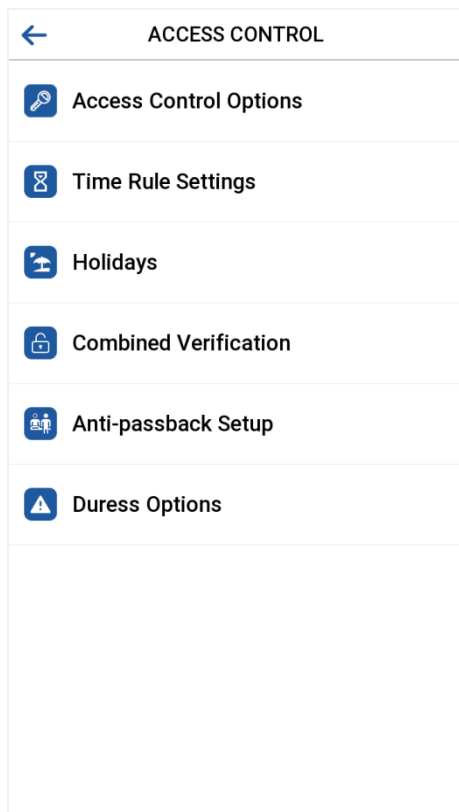 ACCESS CONTROL
Access Control Options
Time Rule Settings
Holidays
Combined Verification
Anti-passback Setup
Duress Options